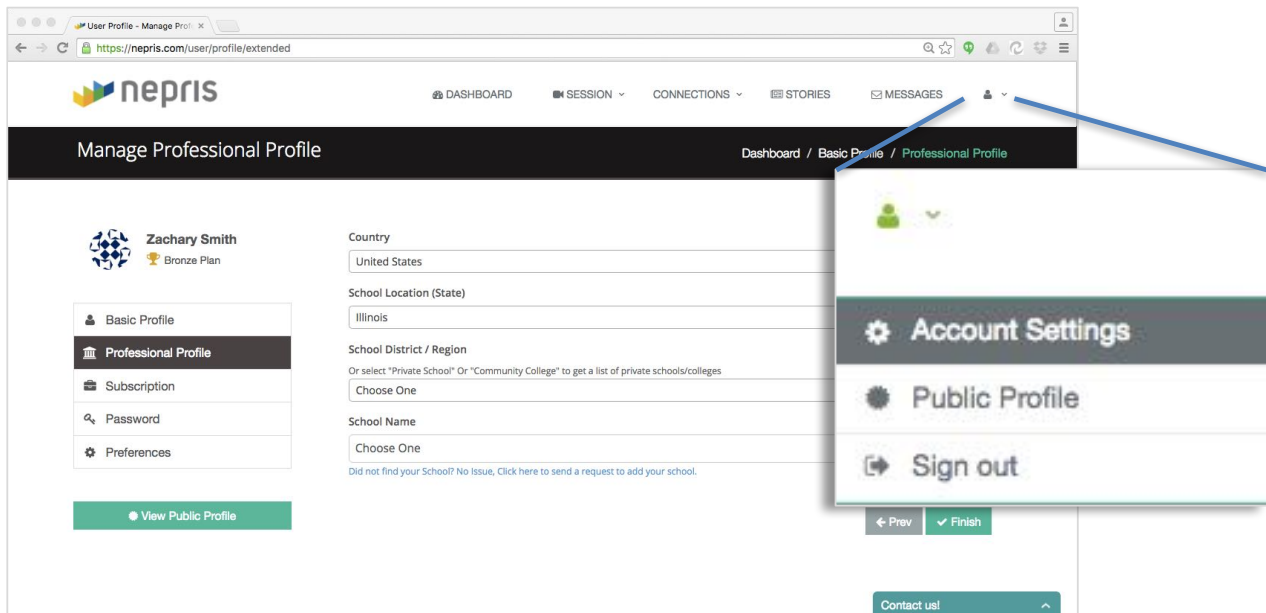 User Profile - Manage Prof
https://nepris.com/user/profile/extended
nepris
DASHBOARD SESSION CONNECTIONS STORIES MESSAGES
Manage Professional Profile
Dashboard / Basic Profile / Professional Profile
Zachary Smith
Bronze Plan
Basic Profile
Professional Profile
Subscription
Password
Preferences
View Public Profile
Country
United States
School Location (State)
Illinois
School District / Region
Or select "Private School" Or "Community College" to get a list of private schools/colleges
Choose One
School Name
Choose One
Did not find your School? No Issue, Click here to send a request to add your school.
Account Settings
Public Profile
Sign out
Prev Finish
Contact us!